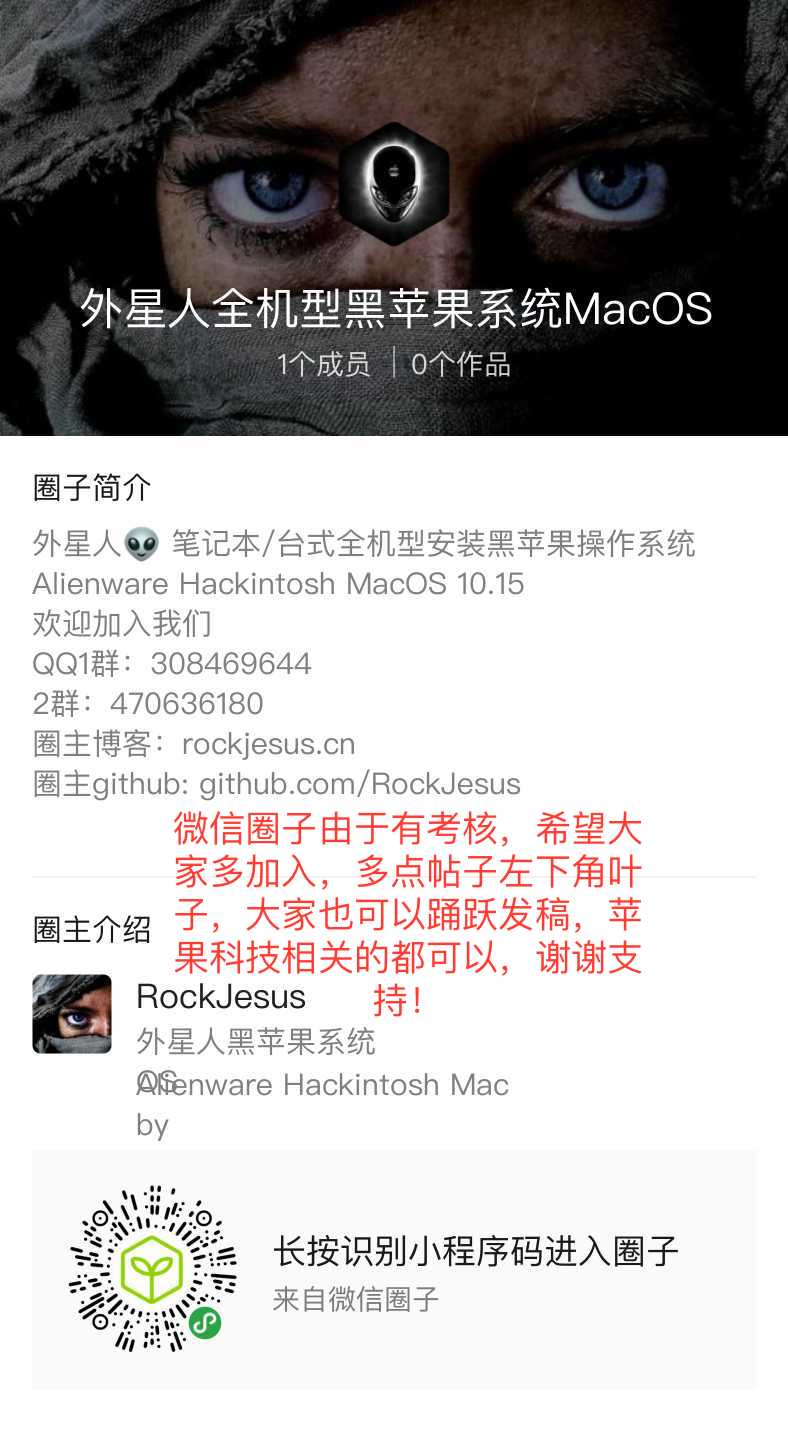 外星人全机型黑苹果系统MacOS
1个成员 | 0个作品
圈子简介
外星人👽 笔记本/台式全机型安装黑苹果操作系统
Alienware Hackintosh MacOS 10.15
欢迎加入我们
QQ1群：308469644
2群：470636180
圈主博客：rockjesus.cn
圈主github: github.com/RockJesus
微信圈子由于有考核，希望大
家多加入，多点帖子左下角叶
子，大家也可以踊跃发稿，苹
果科技相关的都可以，谢谢支
持！
圈主介绍
RockJesus
外星人黑苹果系统
Alienware Hackintosh Mac
OS
by
长按识别小程序码进入圈子
来自微信圈子